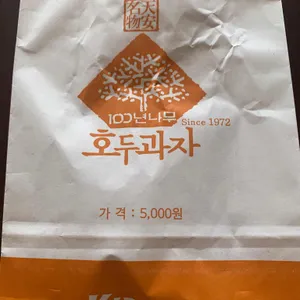 天安
名物
100년나무
Since 1972
호두과자
가 격 : 5,000원